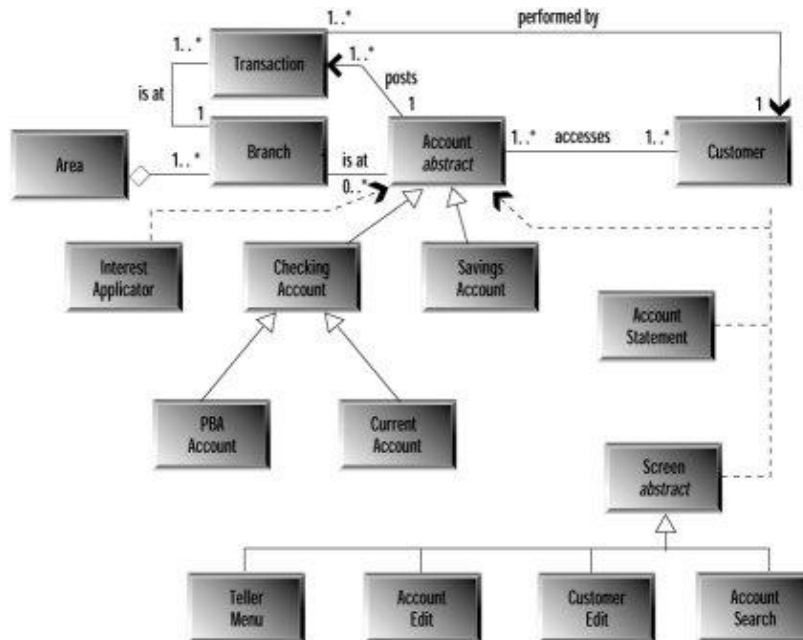 1..*
performed by
1..*
Transaction
1..*
posts
is at
1
1
1
Area
1..*
Branch
is at
0..*
Account
abstract
1..*
accesses
1..*
Customer
Interest
Applicator
Checking
Account
Savings
Account
Account
Statement
PBA
Account
Current
Account
Screen
abstract
Teller
Menu
Account
Edit
Customer
Edit
Account
Search